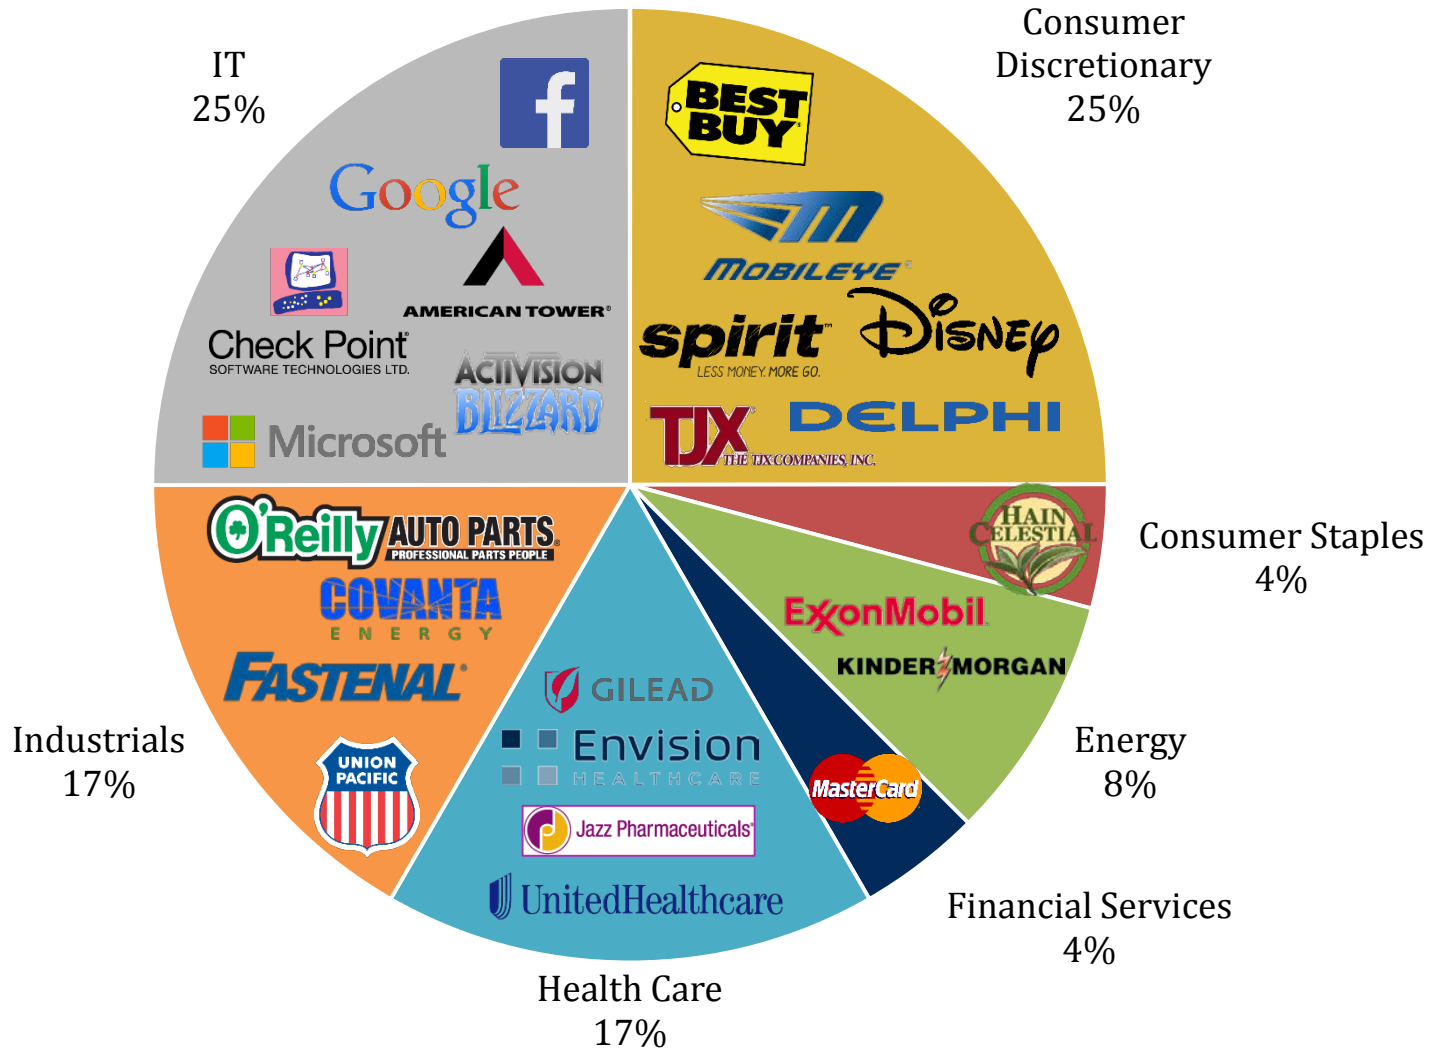 IT
25%
Consumer
Discretionary
25%
f
Google
AMERICAN TOWER®
Check Point
SOFTWARE TECHNOLOGIES LTD.
ACTIVISION
BLIZZARD
Microsoft
BEST
BUY
MOBILEYE
spirit™
LESS MONEY. MORE GO.
DISNEY
TJX
THE TJX COMPANIES, INC.
DELPHI
HAIN
CELESTIAL
Consumer Staples
4%
O'Reilly AUTO PARTS
PROFESSIONAL PARTS PEOPLE
COVANTA
ENERGY
FASTENAL
UNION
PACIFIC
Industrials
17%
ExxonMobil
KINDER MORGAN
Energy
8%
GILEAD
Envision
HEALTHCARE
Jazz Pharmaceuticals
UnitedHealthcare
MasterCard
Financial Services
4%
Health Care
17%